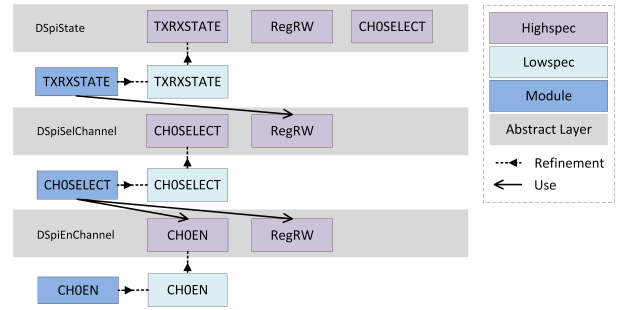 DSpiState
TXRXSTATE
RegRW
CH0SELECT
TXRXSTATE
TXRXSTATE
DSpiSelChannel
CH0SELECT
RegRW
CH0SELECT
CH0SELECT
DSpiEnChannel
CH0EN
RegRW
CH0EN
CH0EN
Highspec
Lowspec
Module
Abstract Layer
Refinement
Use